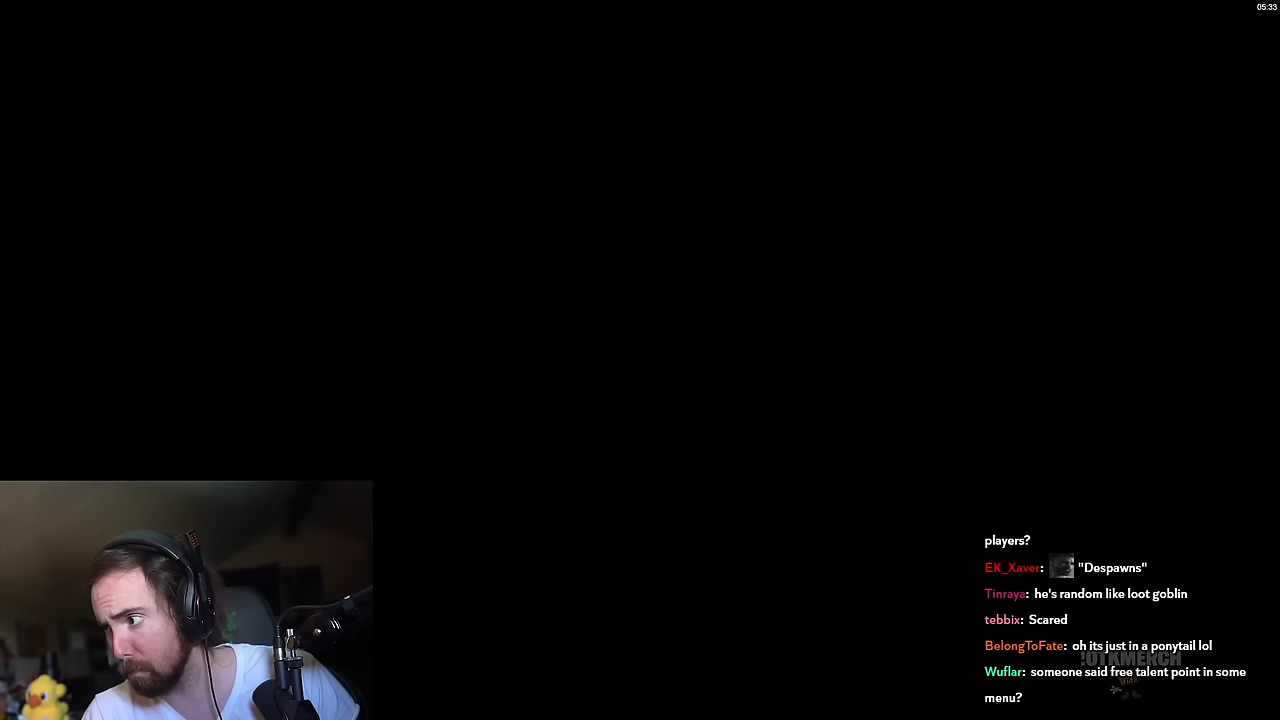 05:33
players?
EK_Xaver: "Despawns"
Tinraya: he's random like loot goblin
tebbix: Scared
BelongToFate: oh its just in a ponytail lol
!OTKMERCH
Wuflar: someone said free talent point in some
menu?